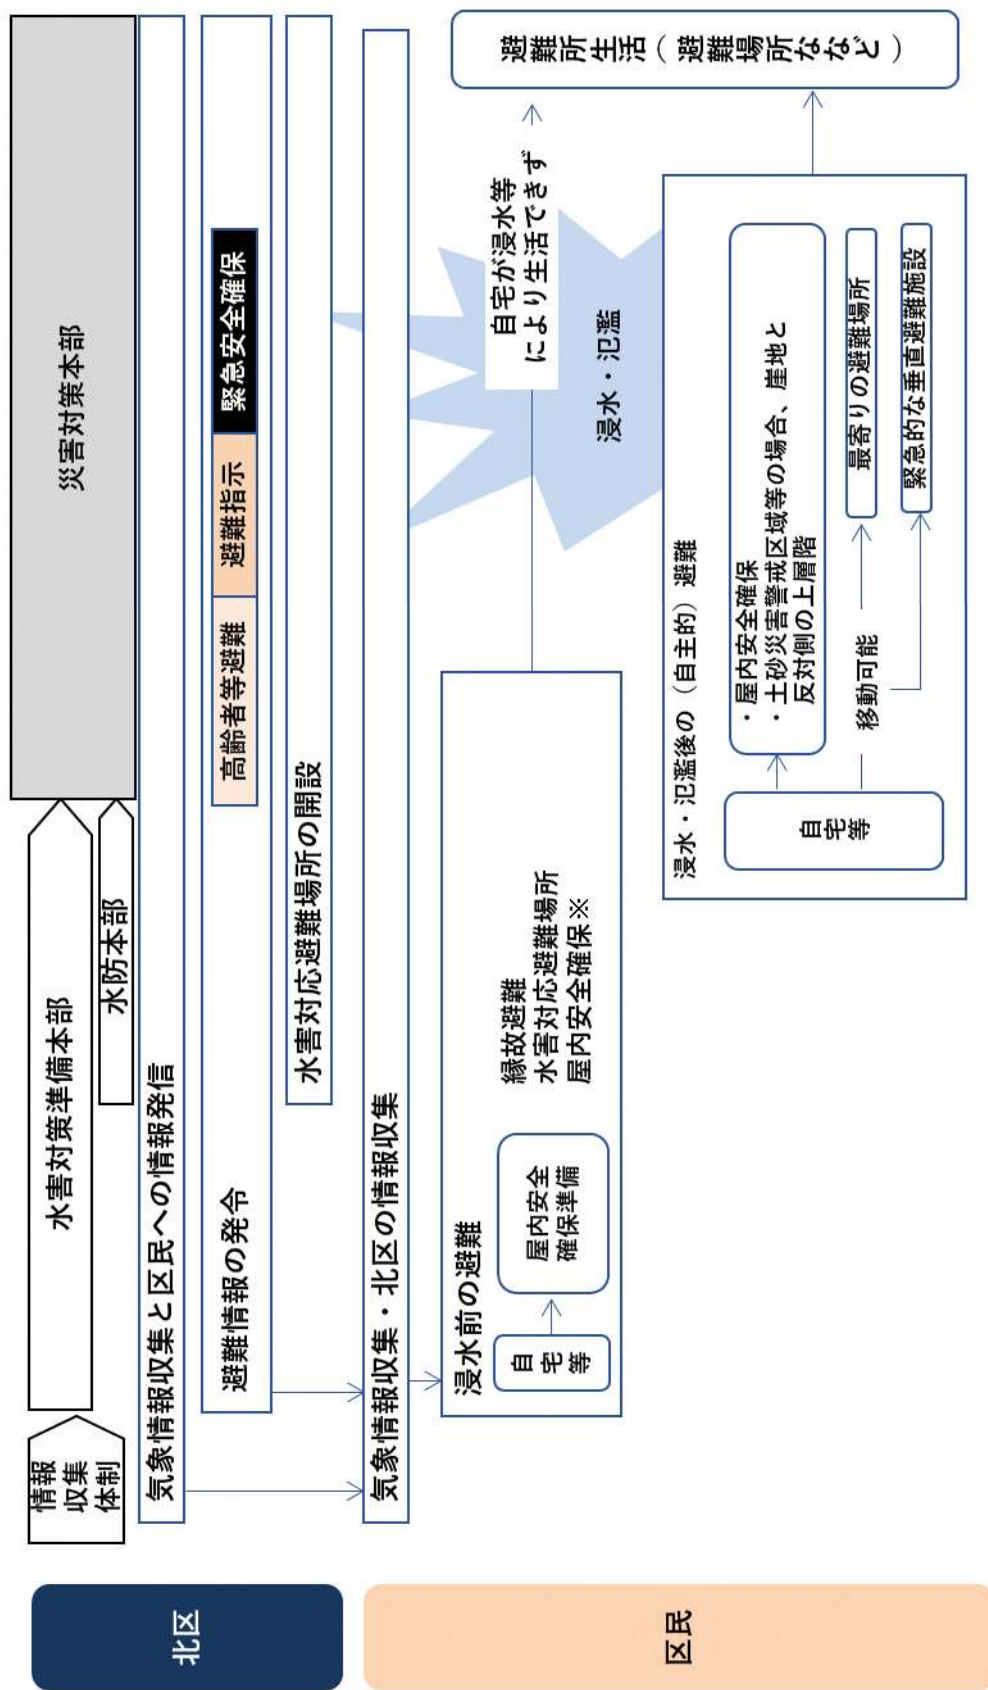 北区
情報
収集
体制
水害対策準備本部
水防本部
災害対策本部
気象情報収集と区民への情報発信
避難情報の発令
高齢者等避難
避難指示
緊急安全確保
水害対応避難場所の開設
区民
気象情報収集・北区の情報収集
浸水前の避難
自
宅
等
屋内安全
確保準備
縁故避難
水害対応避難場所
屋内安全確保※
自宅が浸水等
により生活できず
浸水・氾濫
避難所生活(避難場所ななど)
浸水・氾濫後の(自主的)避難
自
宅
等
・屋内安全確保
・土砂災害警戒区域等の場合、崖地と
反対側の上層階
移動可能
最寄りの避難場所
緊急的な垂直避難施設